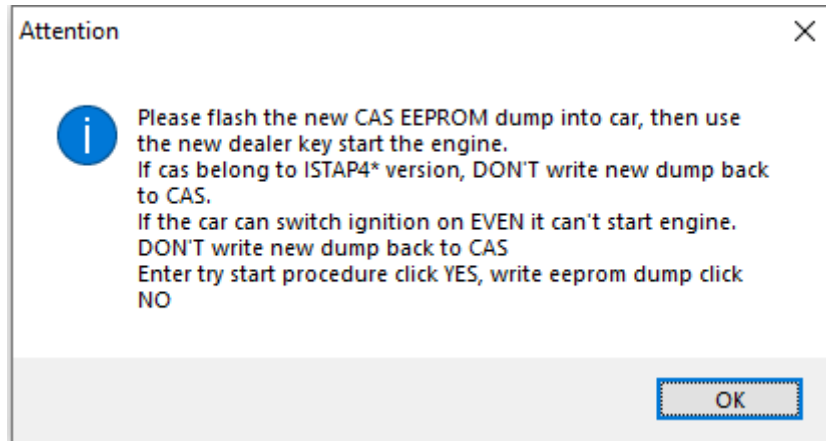 Attention
Please flash the new CAS EEPROM dump into car, then use
the new dealer key start the engine.
If cas belong to ISTAP4* version, DON'T write new dump back
to CAS.
If the car can switch ignition on EVEN it can't start engine.
DON'T write new dump back to CAS
Enter try start procedure click YES, write eeprom dump click
NO
OK